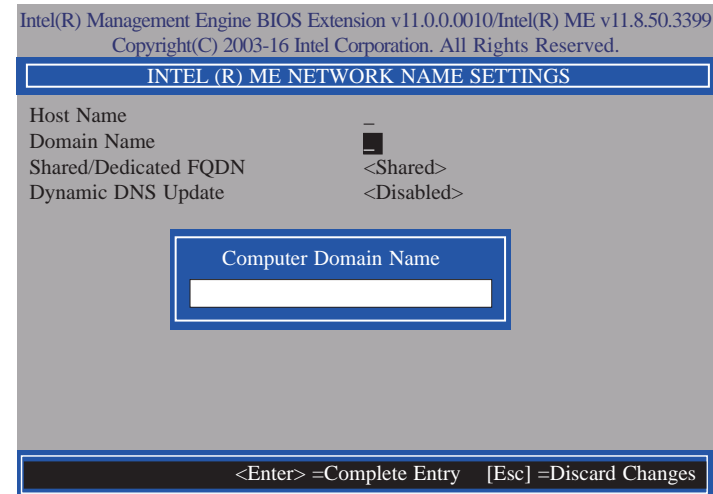 Intel(R) Management Engine BIOS Extension v11.0.0.0010/Intel(R) ME v11.8.50.3399
Copyright(C) 2003-16 Intel Corporation. All Rights Reserved.
INTEL (R) ME NETWORK NAME SETTINGS
Host Name _
Domain Name _
Shared/Dedicated FQDN <Shared>
Dynamic DNS Update <Disabled>
Computer Domain Name
<Enter> =Complete Entry [Esc] =Discard Changes